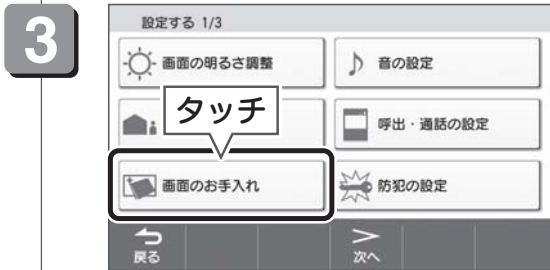 3
設定する 1/3
画面の明るさ調整
音の設定
タッチ
呼出・通話の設定
画面のお手入れ
防犯の設定
戻る
次へ